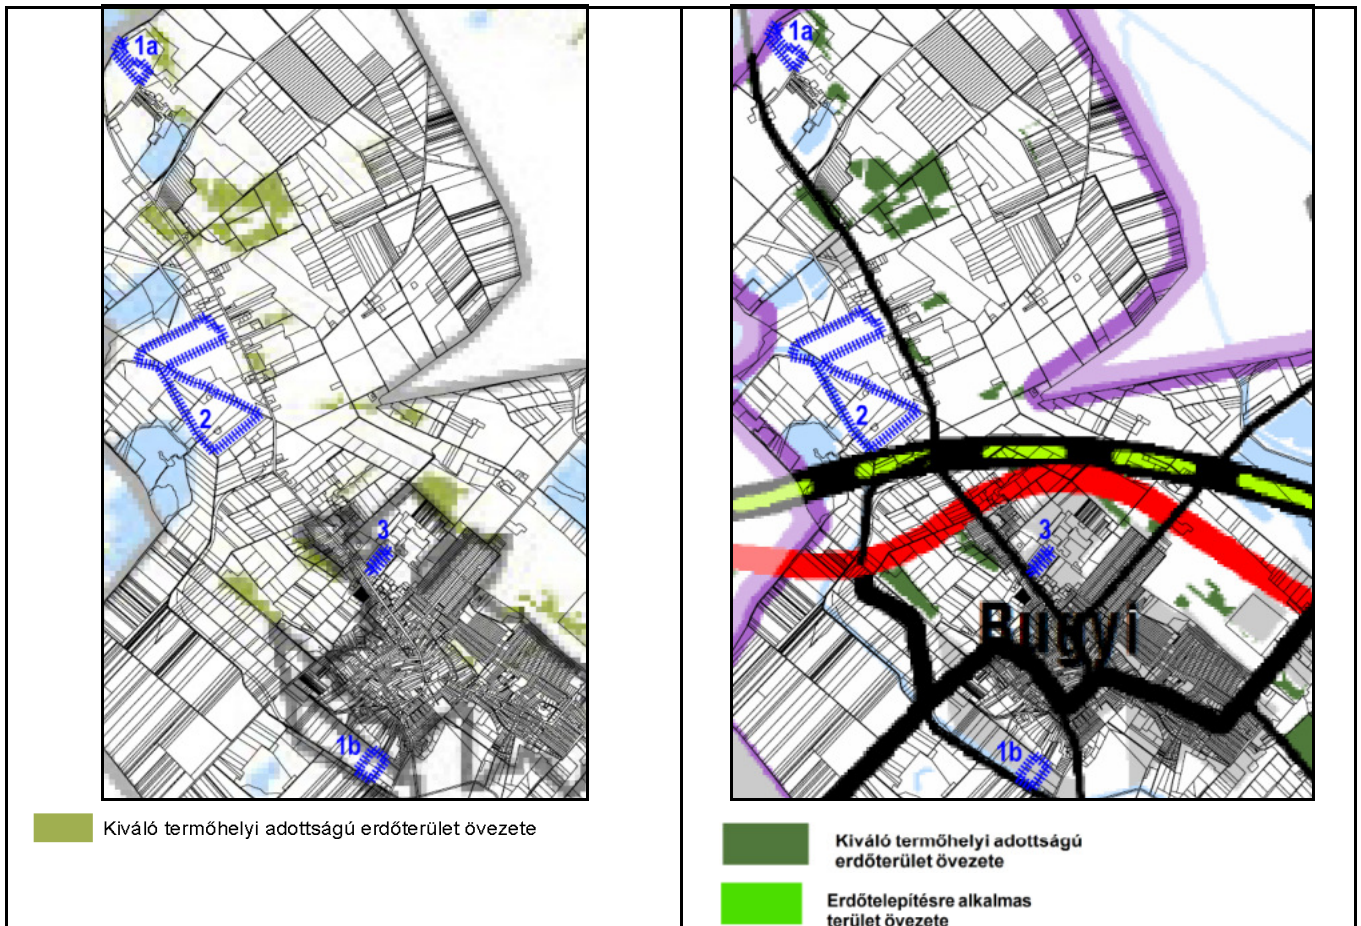 1a
2
3
1b
Kiváló termőhelyi adottságú erdőterület övezete
1a
2
3
Bugyi
1b
Kiváló termőhelyi adottságú
erdőterület övezete
Erdőtelepítésre alkalmas
terület övezete